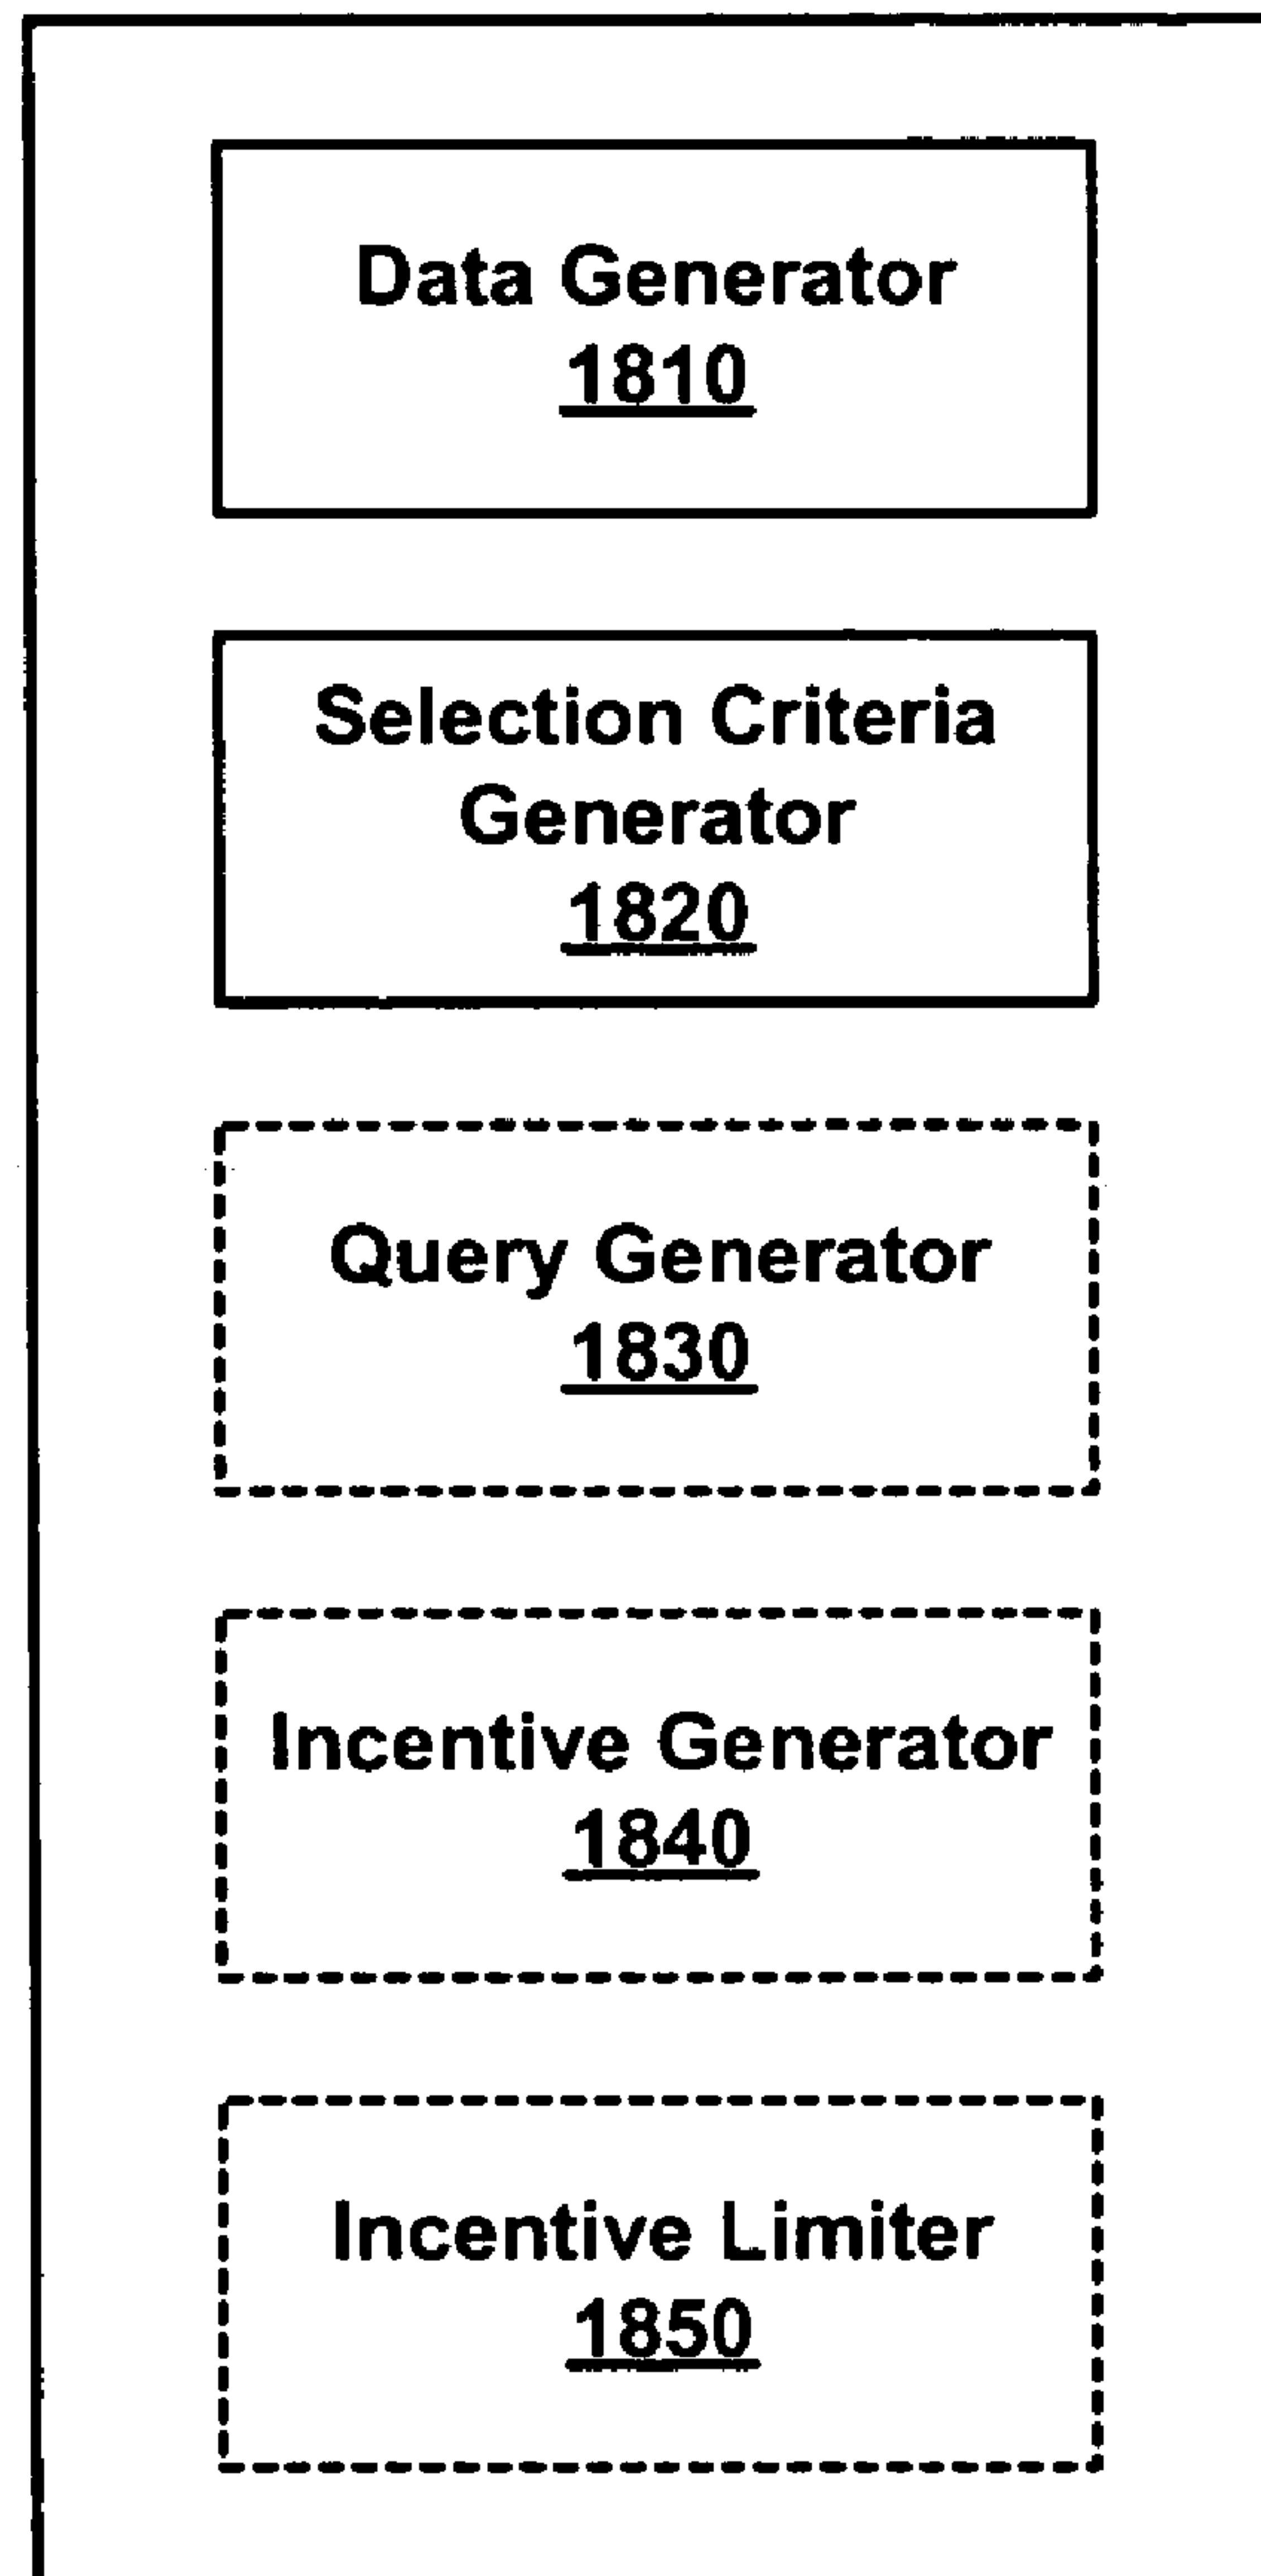 Data Generator
1810
Selection Criteria
Generator
1820
Query Generator
1830
Incentive Generator
1840
Incentive Limiter
1850